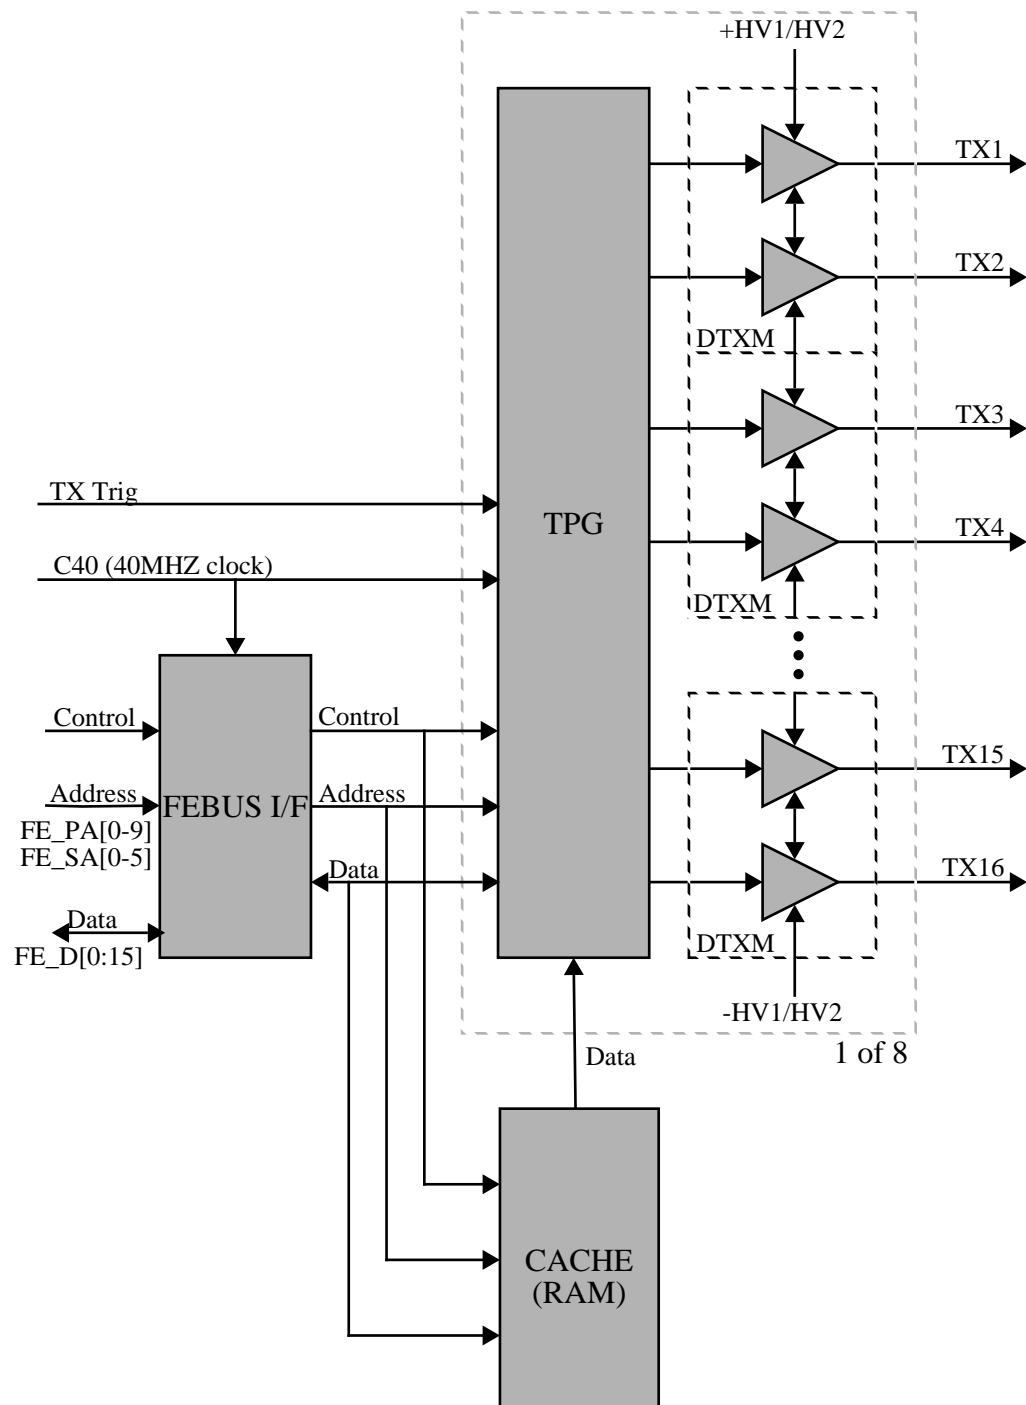 +HV1/HV2
TX1
TX2
DTXM
TX3
TX Trig
TPG
TX4
C40 (40MHZ clock)
DTXM
Control
Control
TX15
Address
FEBUS I/F
Address
FE_PA[0-9]
FE_SA[0-5]
Data
TX16
Data
DTXM
FE_D[0:15]
-HV1/HV2
1 of 8
Data
CACHE
(RAM)